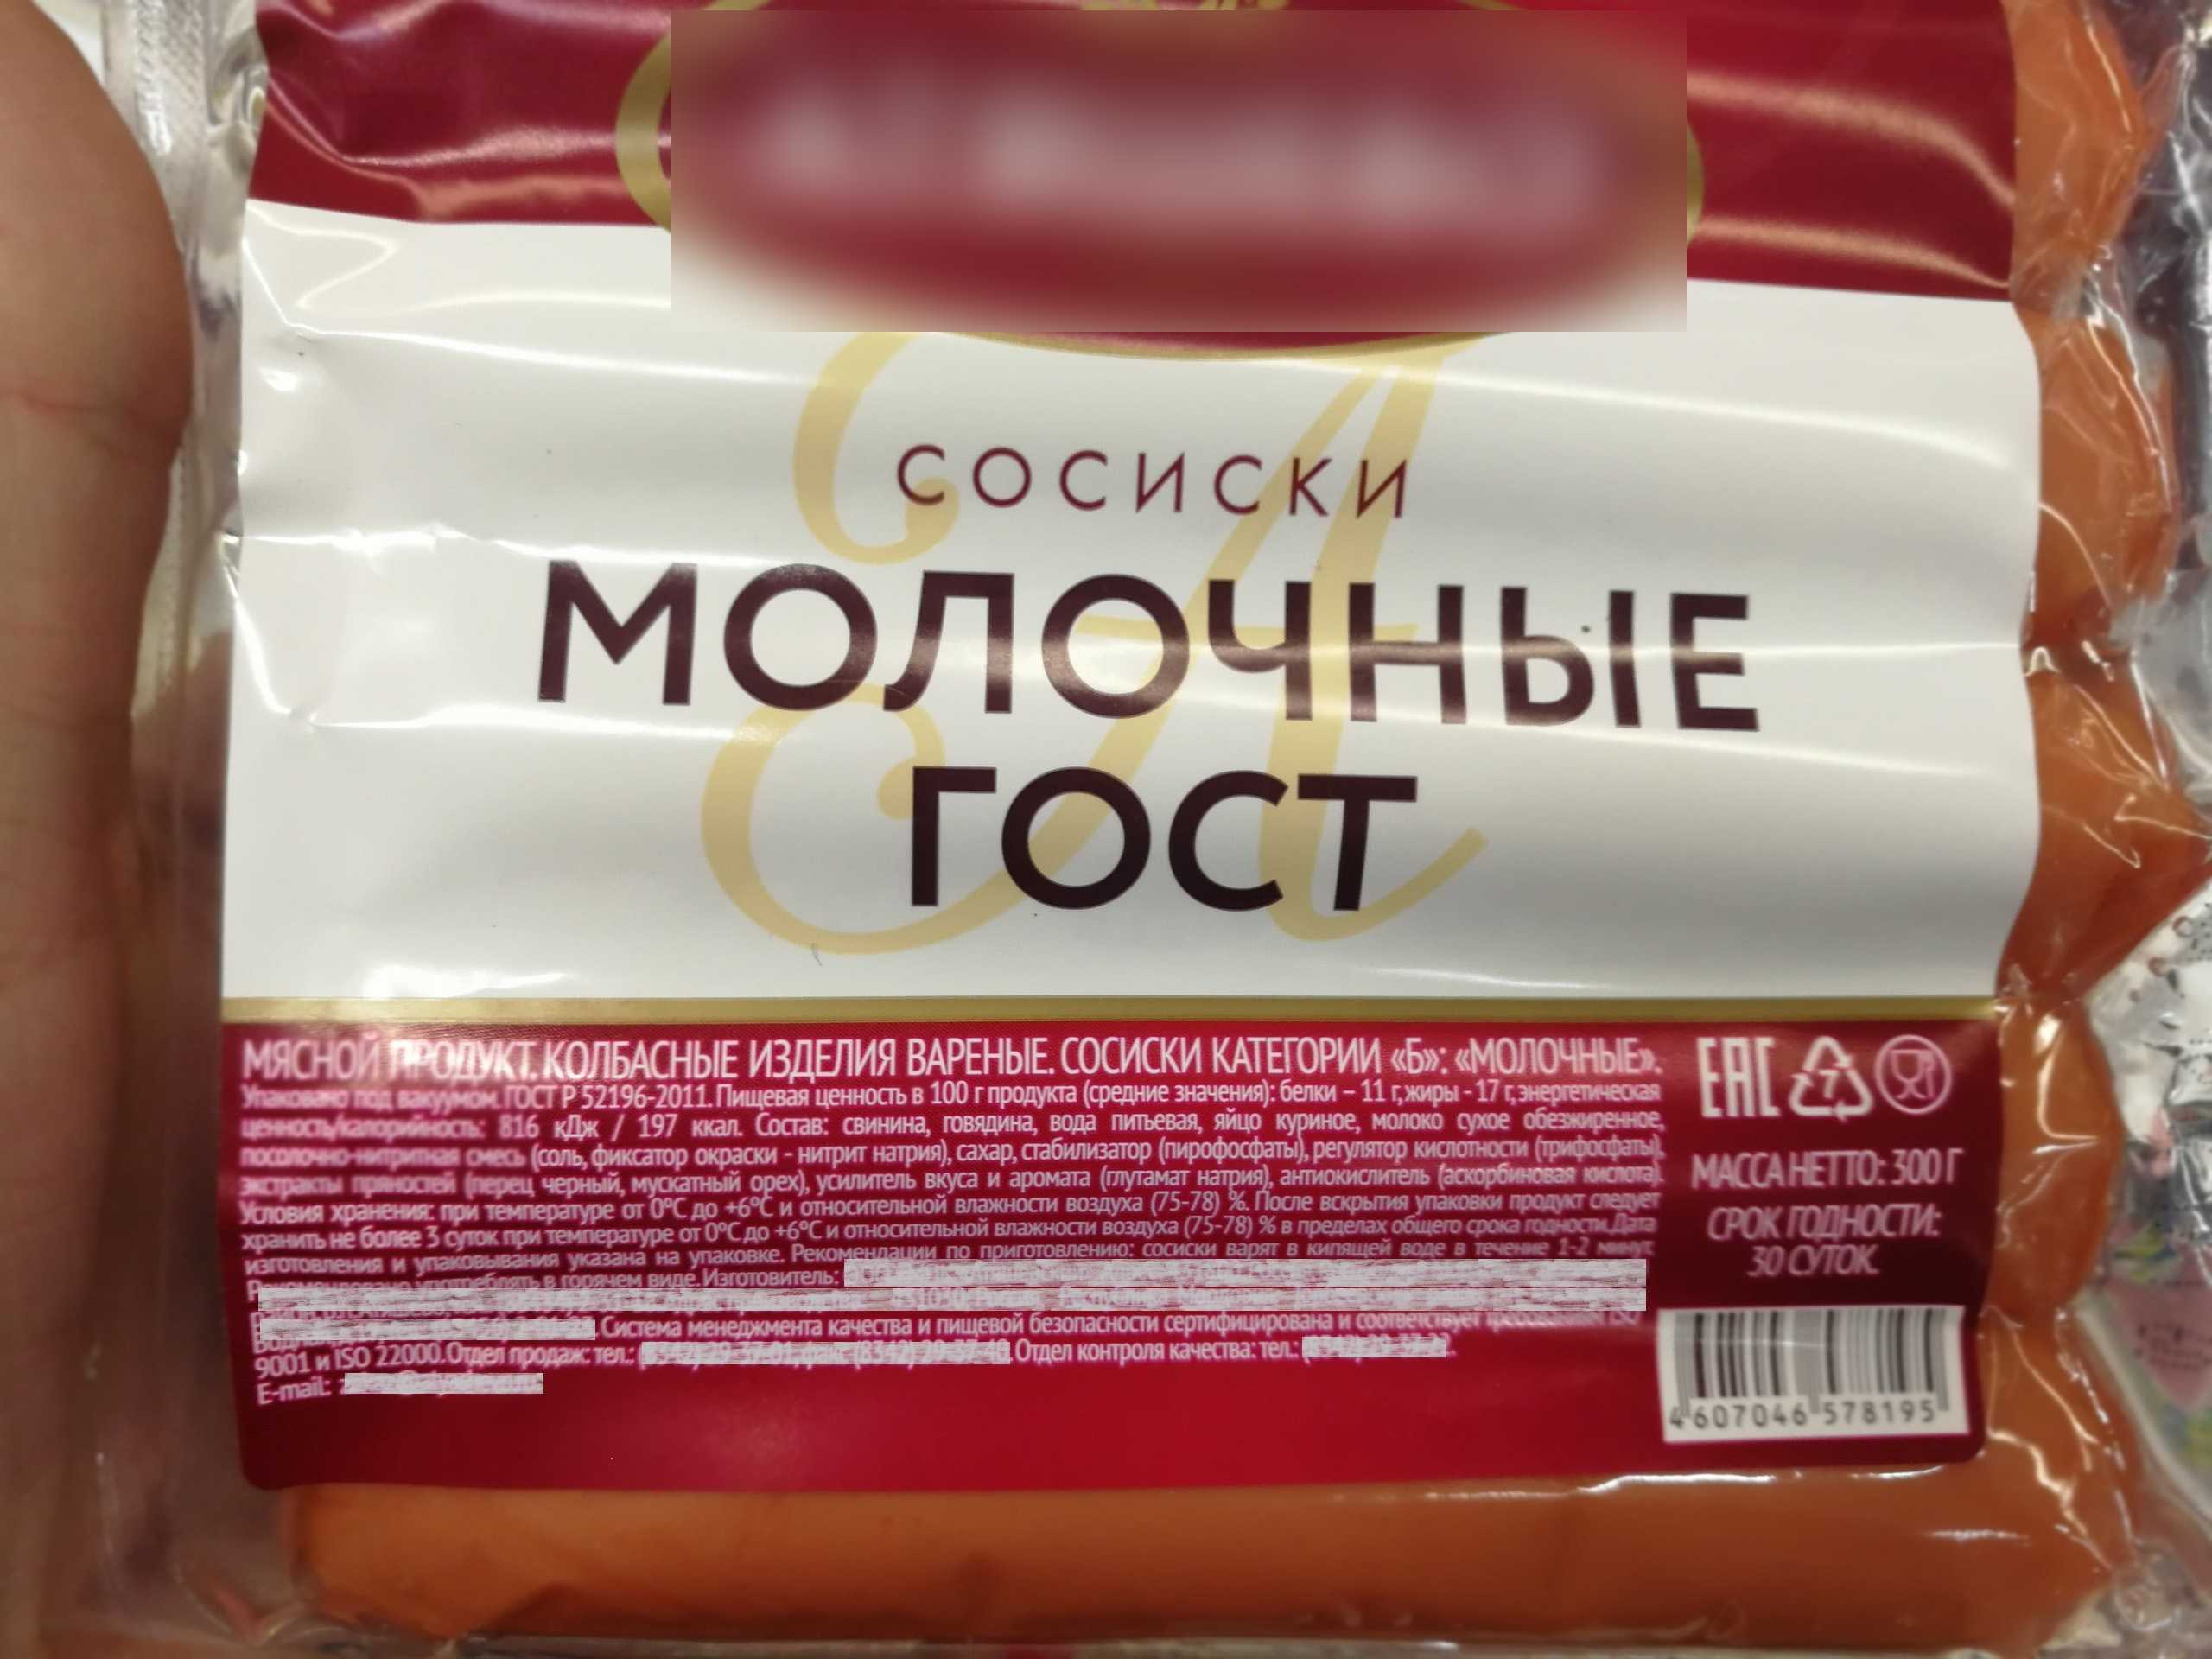 СОСИСКИ
МОЛОЧНЫЕ
ГОСТ
МЯСНОЙ ПРОДУКТ. КОЛБАСНЫЕ ИЗДЕЛИЯ ВАРЕНЫЕ. СОСИСКИ КАТЕГОРИИ «Б»: «МОЛОЧНЫЕ».
Упаковано под вакуумом. ГОСТ Р 52196-2011. Пищевая ценность в 100 г продукта (средние значения): белки – 11 г, жиры - 17 г, энергетическая
ценность/калорийность: 816 кДж / 197 ккал. Состав: свинина, говядина, вода питьевая, яйцо куриное, молоко сухое обезжиренное,
посолочно-нитритная смесь (соль, фиксатор окраски - нитрит натрия), сахар, стабилизатор (пирофосфаты), регулятор кислотности (трифосфаты),
экстракты пряностей (перец черный, мускатный орех), усилитель вкуса и аромата (глутамат натрия), антиокислитель (аскорбиновая кислота).
Условия хранения: при температуре от 0°С до +6°С и относительной влажности воздуха (75-78) %. После вскрытия упаковки продукт следует
хранить не более 3 суток при температуре от 0°С до +6°С и относительной влажности воздуха (75-78) % в пределах общего срока годности. Дата
изготовления и упаковывания указана на упаковке. Рекомендации по приготовлению: сосиски варят в кипящей воде в течение 1-2 минут.
употреблять в горячем виде. Изготовитель:
Система менеджмента качества и пищевой безопасности сертифицирована и соответствует требованиям ISO
9001 и ISO 22000. Отдел продаж: тел.: Отдел контроля качества: тел.:
E-mail:
ЕАС
7
МАССА НЕТТО: 300 Г
СРОК ГОДНОСТИ:
30 СУТОК
4 607046 578195